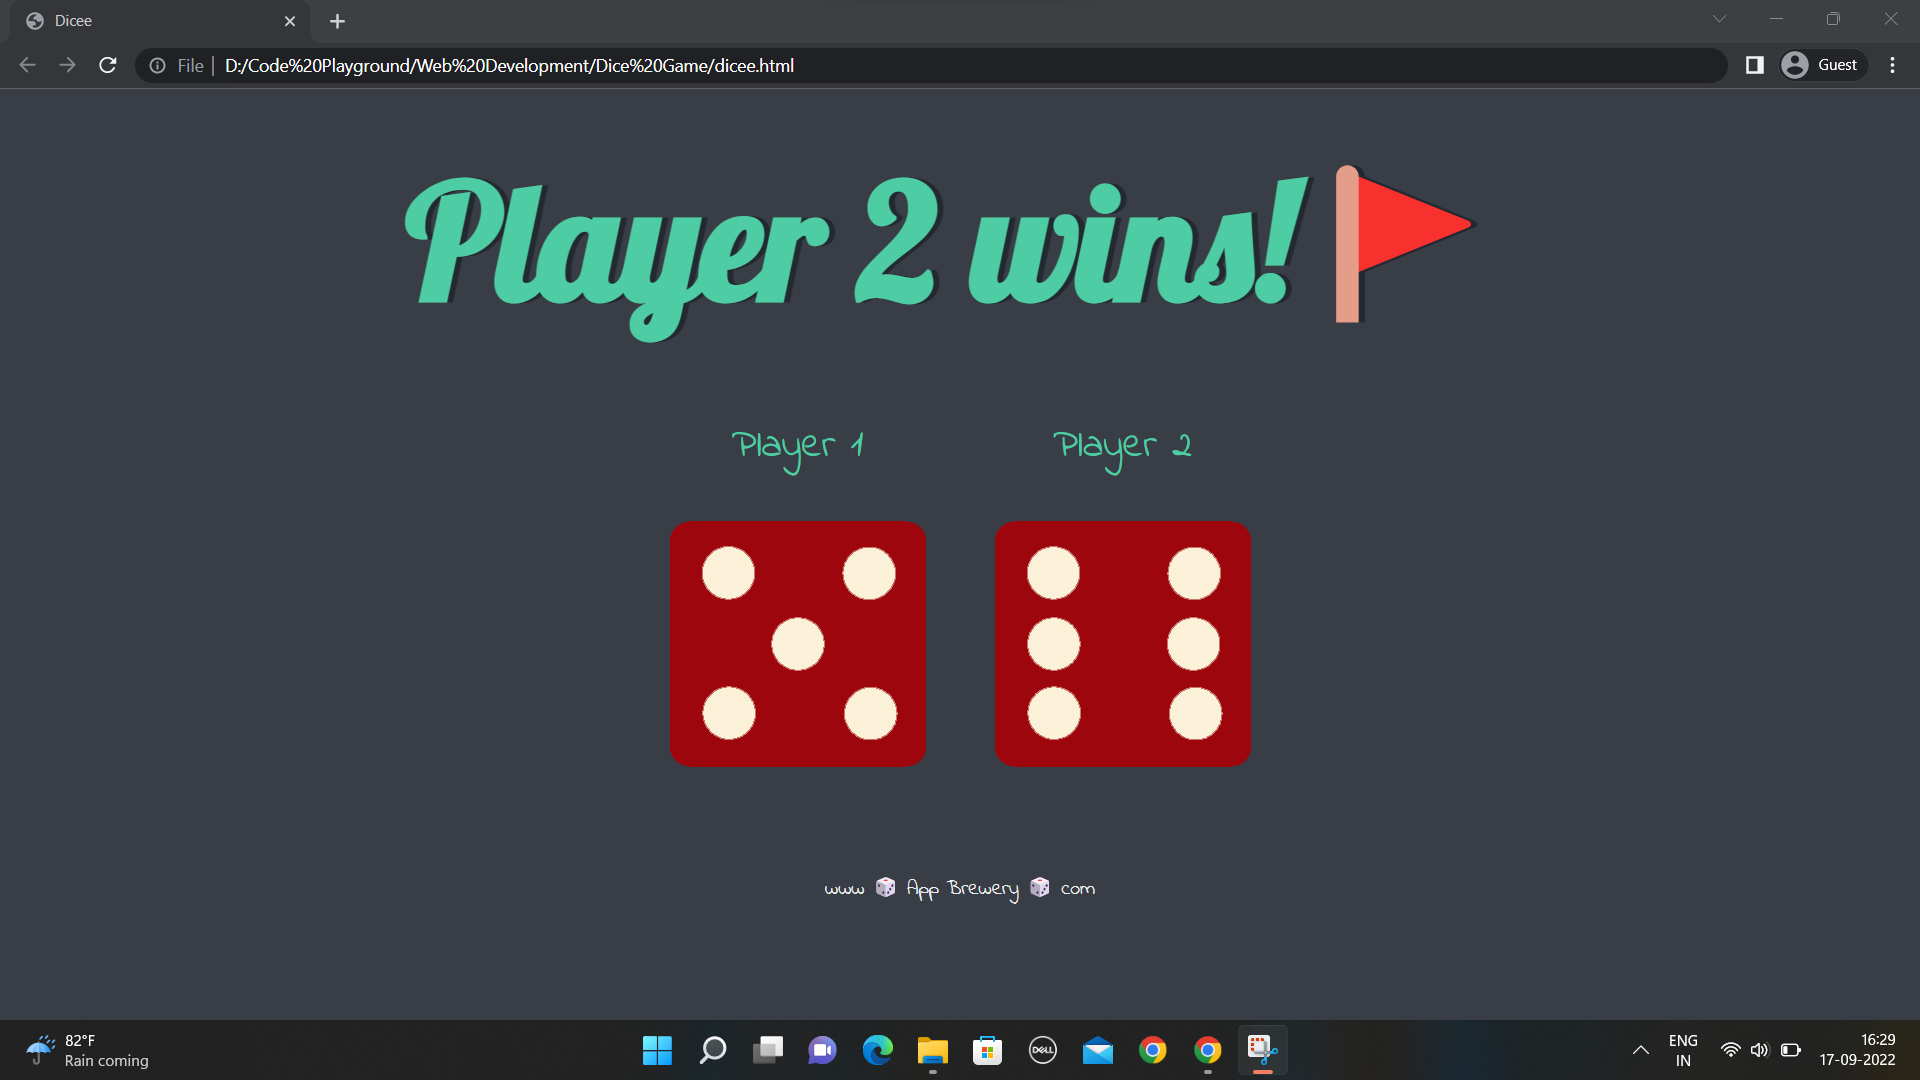 Dicee
File
D:/Code%20Playground/Web%20Development/Dice%20Game/dicee.html
Guest
Player 2 wins!
Player 1
Player 2
www App Brewery com
82°F
Rain coming
DELL
ENG
IN
16:29
17-09-2022